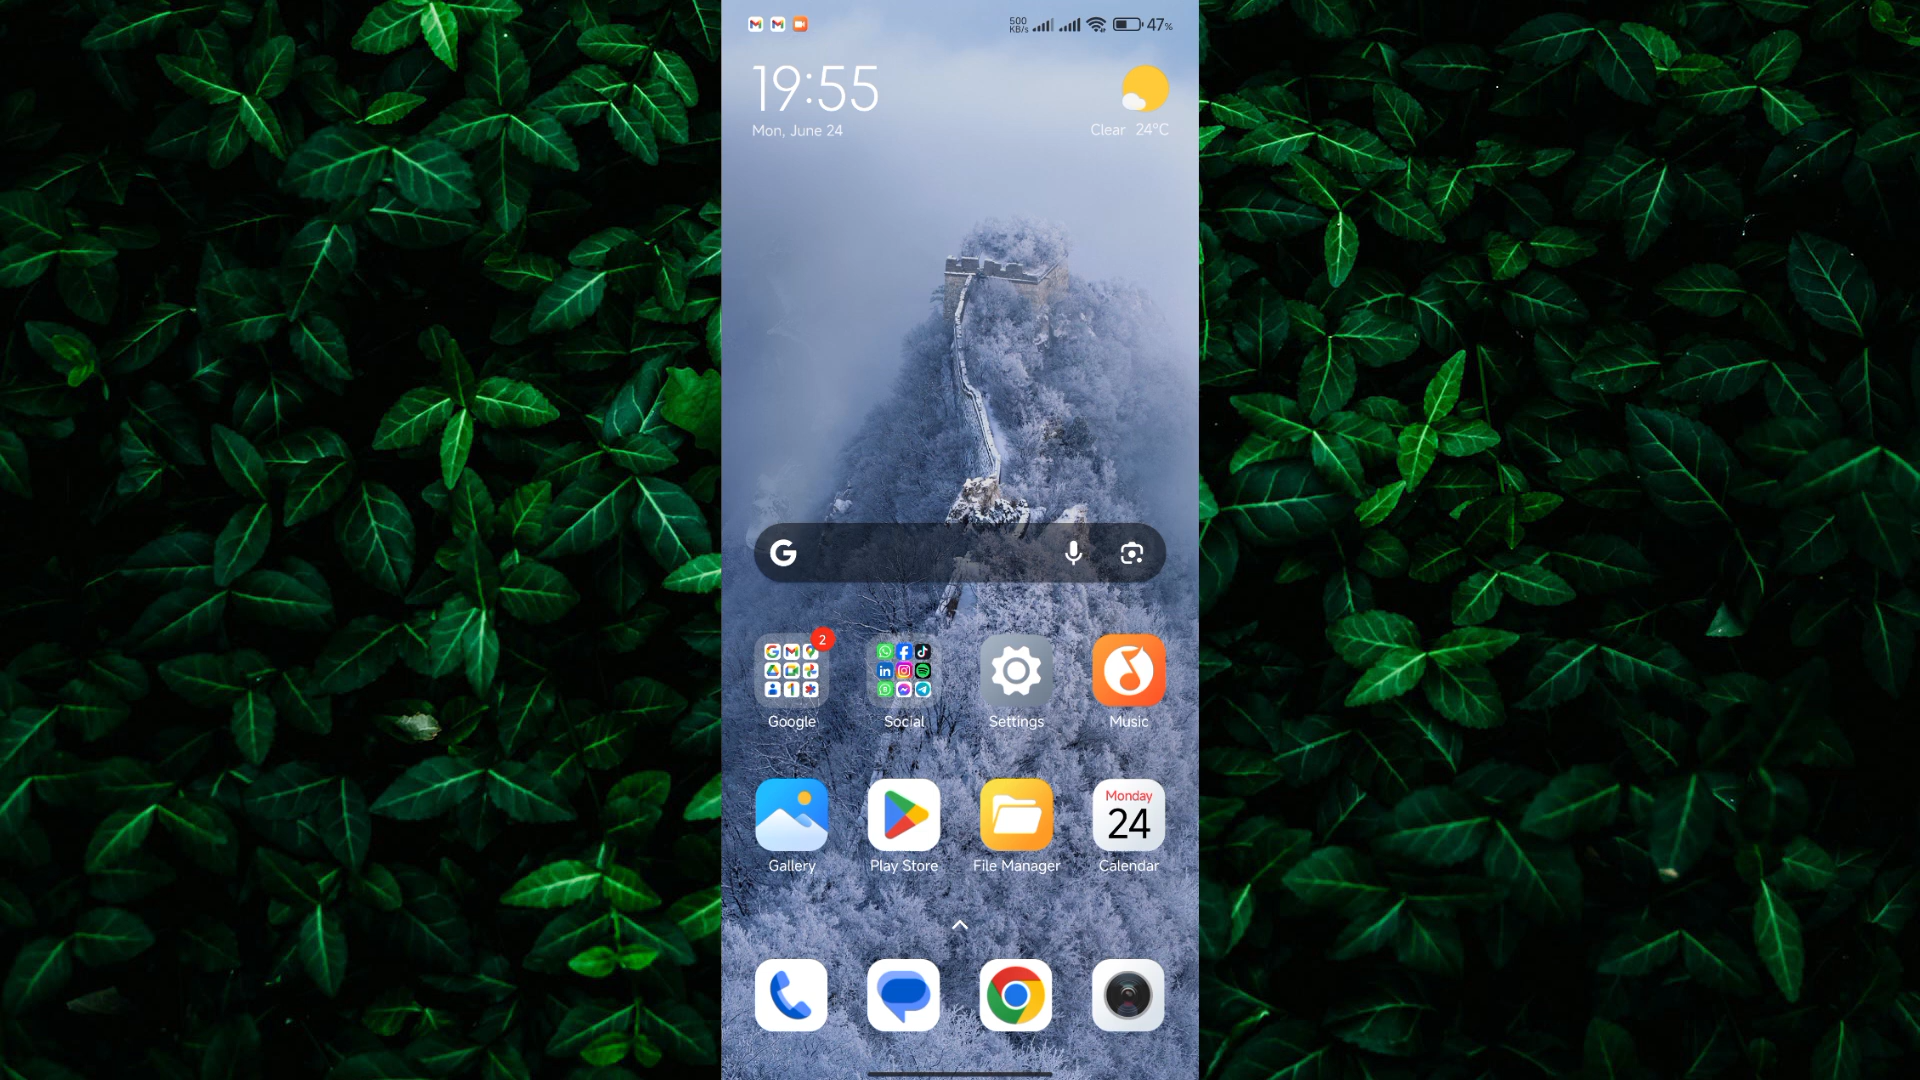 500
KB/s
47%
19:55
Mon, June 24
Clear 24°C
G
2
Google
Social
Settings
Music
Gallery
Play Store
File Manager
Monday
24
Calendar